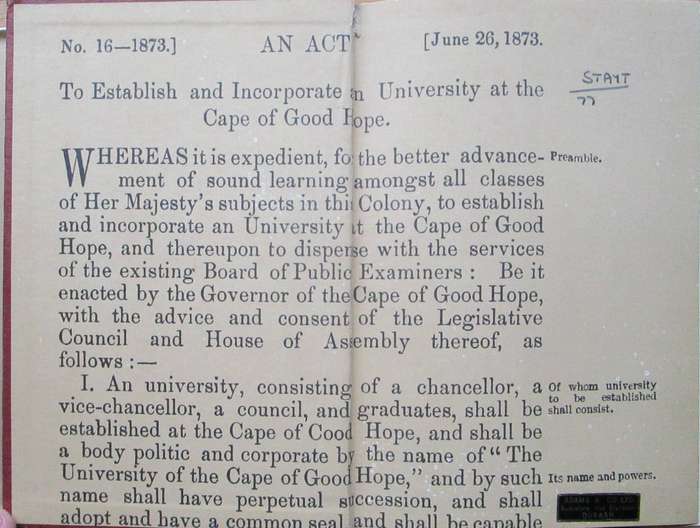 No. 16—1873.] AN ACT [June 26, 1873.
To Establish and Incorporate an University at the
Cape of Good Hope.
START
77
WHEREAS it is expedient, for the better advance-
ment of sound learning amongst all classes
of Her Majesty's subjects in this Colony, to establish
and incorporate an University at the Cape of Good
Hope, and thereupon to disperse with the services
of the existing Board of Public Examiners : Be it
enacted by the Governor of the Cape of Good Hope,
with the advice and consent of the Legislative
Council and House of Assembly thereof, as
follows :—
Preamble.
I. An university, consisting of a chancellor, a
vice-chancellor, a council, and graduates, shall be
established at the Cape of Good Hope, and shall be
a body politic and corporate by the name of “ The
University of the Cape of Good Hope,” and by such
name shall have perpetual succession, and shall
adopt and have a common seal and shall be capable
Of whom university
to be established
shall consist.
Its name and powers.
ADAMS & CO LTD.
DURBAN